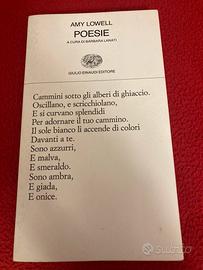 AMY LOWELL
POESIE
A CURA DI BARBARA LANATI
GIULIO EINAUDI EDITORE
Cammini sotto gli alberi di ghiaccio.
Oscillano, e scricchiolano,
E si curvano splendidi
Per adornare il tuo cammino.
Il sole bianco li accende di colori
Davanti a te.
Sono azzurri,
E malva,
E smeraldo.
Sono ambra,
E giada,
E onice.
Subito.it